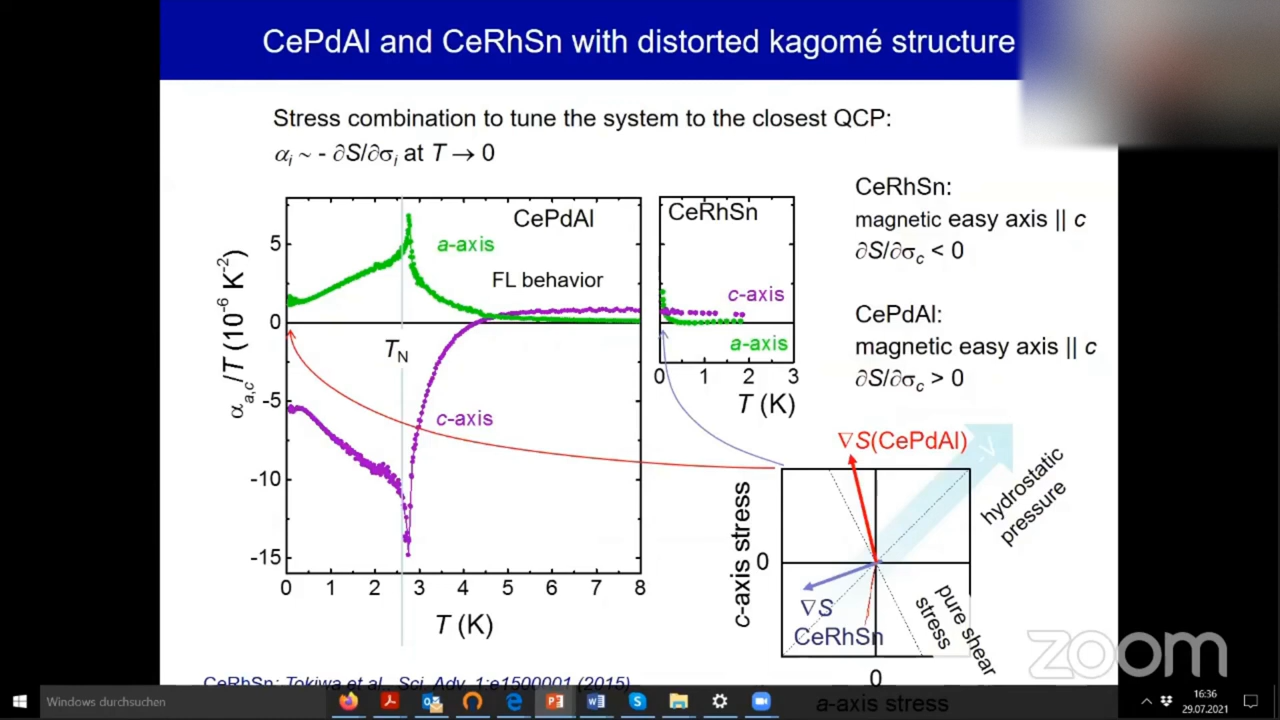 CePdAl and CeRhSn with distorted kagomé structure
Stress combination to tune the system to the closest QCP:
αᵢ ~ - ∂S/∂σᵢ at T → 0
CePdAl
a-axis
FL behavior
T_N
c-axis
α_a,c/T (10⁻⁶ K⁻²)
5
0
-5
-10
-15
0 1 2 3 4 5 6 7 8
T (K)
CeRhSn
c-axis
a-axis
0 1 2 3
T (K)
CeRhSn:
magnetic easy axis || c
∂S/∂σ_c < 0
CePdAl:
magnetic easy axis || c
∂S/∂σ_c > 0
∇S(CePdAl)
-V
hydrostatic
pressure
c-axis stress
0
∇S
CeRhSn
pure shear
stress
0
a-axis stress
zoom
CeRhSn: Tokiwa et al., Sci. Adv. 1:e1500001 (2015)
Windows durchsuchen
16:36
29.07.2021